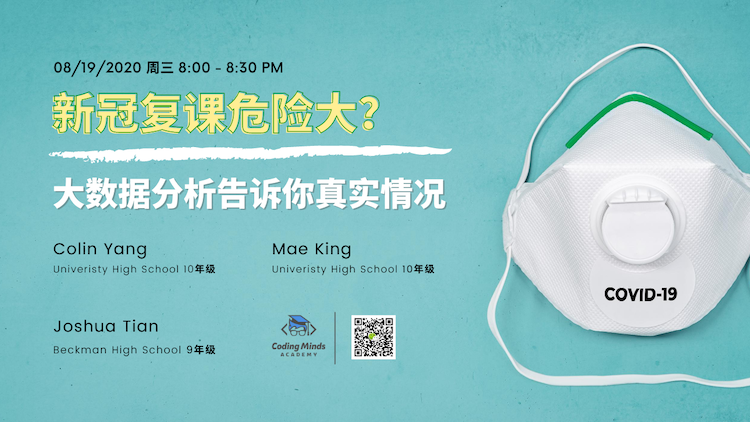 08/19/2020 周三 8:00 - 8:30 PM
新冠复课危险大？
大数据分析告诉你真实情况
Colin Yang
Univeristy High School 10年级
Mae King
Univeristy High School 10年级
Joshua Tian
Beckman High School 9年级
Coding Minds
ACADEMY
COVID-19